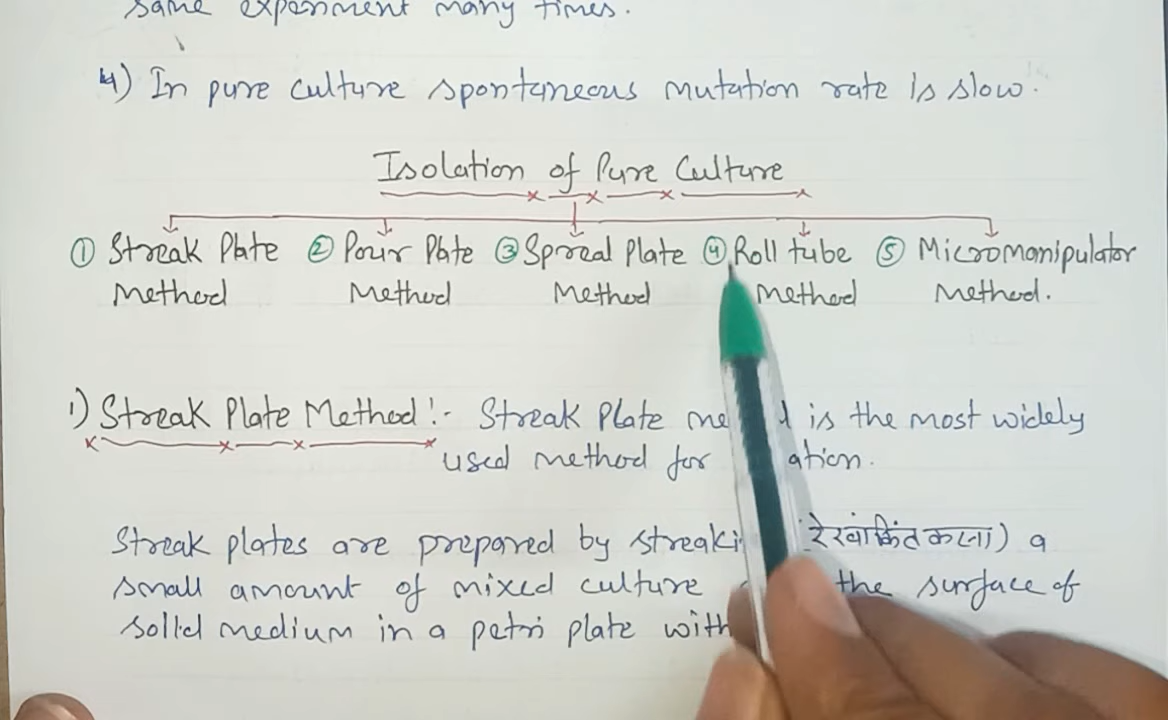 same experiment many times.
4) In pure culture spontaneous mutation rate is slow.
Isolation of Pure Culture
① Streak Plate Method
② Pour Plate Method
③ Spread Plate Method
④ Roll tube Method
⑤ Micromanipulator Method.
1) Streak Plate Method :- Streak Plate is the most widely
used method for
Streak plates are prepared by रेखांकित करना) a
small amount of mixed culture the surface of
solid medium in a petri plate with